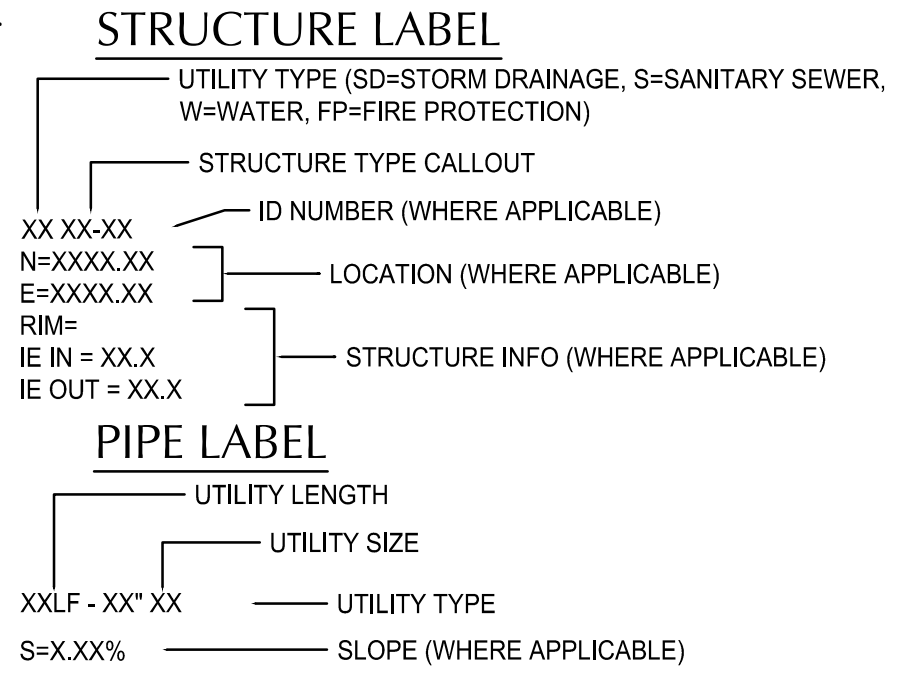 STRUCTURE LABEL
UTILITY TYPE (SD=STORM DRAINAGE, S=SANITARY SEWER,
W=WATER, FP=FIRE PROTECTION)
STRUCTURE TYPE CALLOUT
ID NUMBER (WHERE APPLICABLE)
XX XX-XX
N=XXXX.XX
E=XXXX.XX
LOCATION (WHERE APPLICABLE)
RIM=
IE IN = XX.X
IE OUT = XX.X
STRUCTURE INFO (WHERE APPLICABLE)
PIPE LABEL
UTILITY LENGTH
UTILITY SIZE
XXLF - XX" XX
UTILITY TYPE
S=X.XX%
SLOPE (WHERE APPLICABLE)